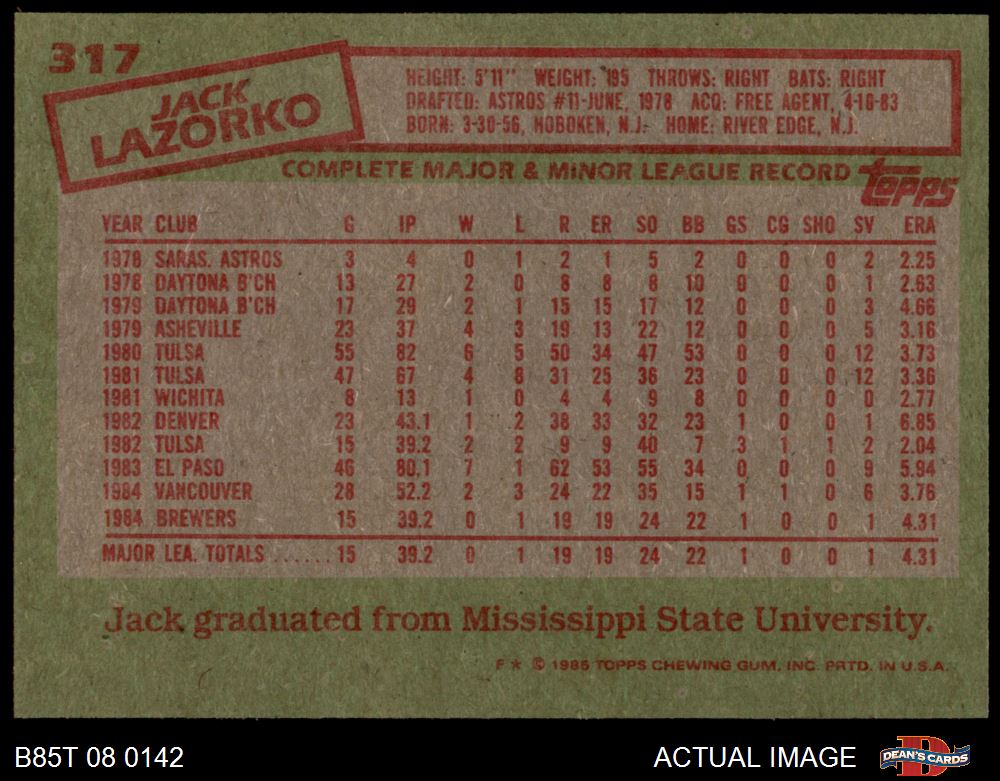 317
JACK
LAZORKO
HEIGHT: 5'11" WEIGHT: 195 THROWS: RIGHT BATS: RIGHT
DRAFTED: ASTROS #11-JUNE, 1978 ACQ: FREE AGENT, 4-16-83
BORN: 3-30-56, HOBOKEN, N.J. HOME: RIVER EDGE, N.J.
COMPLETE MAJOR & MINOR LEAGUE RECORD topps
YEAR CLUB G IP W L R ER SO BB GS CG SHO SV ERA
1978 SARAS. ASTROS 3 4 0 1 2 1 5 2 0 0 0 2 2.25
1978 DAYTONA B'CH 13 27 2 0 8 8 8 10 0 0 0 1 2.63
1979 DAYTONA B'CH 17 29 2 1 15 15 17 12 0 0 0 3 4.66
1979 ASHEVILLE 23 37 4 3 19 13 22 12 0 0 0 5 3.16
1980 TULSA 55 82 6 5 50 34 47 53 0 0 0 12 3.73
1981 TULSA 47 67 4 8 31 25 36 23 0 0 0 12 3.36
1981 WICHITA 8 13 1 0 4 4 9 8 0 0 0 0 2.77
1982 DENVER 23 43.1 1 2 38 33 32 23 1 0 0 1 6.85
1982 TULSA 15 39.2 2 2 9 9 40 7 3 1 1 2 2.04
1983 EL PASO 46 80.1 7 1 62 53 55 34 0 0 0 9 5.94
1984 VANCOUVER 28 52.2 2 3 24 22 35 15 1 1 0 6 3.76
1984 BREWERS 15 39.2 0 1 19 19 24 22 1 0 0 1 4.31
MAJOR LEA. TOTALS ...... 15 39.2 0 1 19 19 24 22 1 0 0 1 4.31
Jack graduated from Mississippi State University.
F ★ © 1985 TOPPS CHEWING GUM, INC. PRTD. IN U.S.A.
B85T 08 0142 ACTUAL IMAGE DEAN'S CARDS